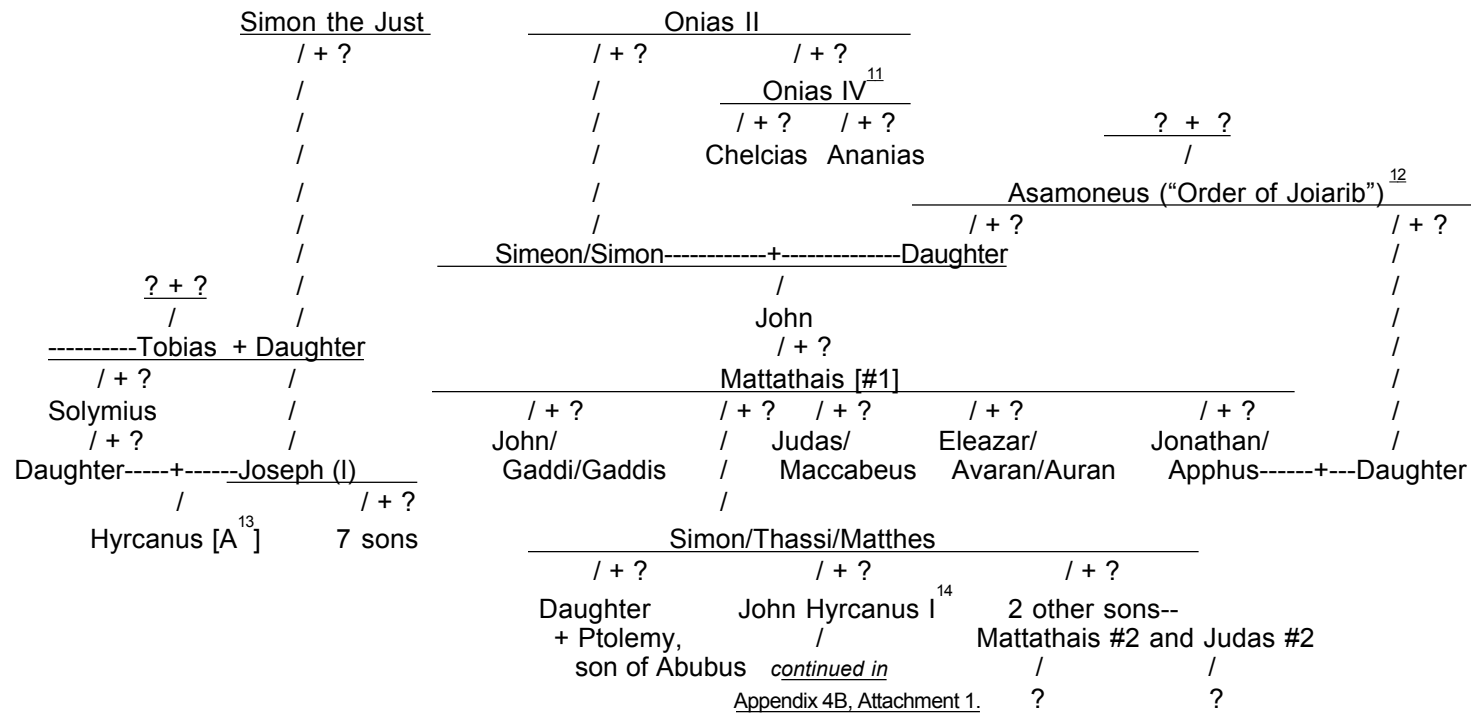 Simon the Just Onias II
/ + ? / + ? / + ?
/ / Onias IV 11
/ / / + ? / + ? ? + ?
/ / Chelcias Ananias /
/ / Asamoneus (“Order of Joiarib”) 12
/ / / + ? / + ?
/ Simeon/Simon------------+--------------Daughter /
? + ? / / /
/ / John /
----------Tobias + Daughter / + ? /
/ + ? / Mattathais [#1] /
Solymius / / + ? / + ? / + ? / + ? / + ? /
/ + ? / John/ / Judas/ Eleazar/ Jonathan/ /
Daughter-----+------Joseph (I) Gaddi/Gaddis / Maccabeus Avaran/Auran Apphus------+---Daughter
/ / + ? /
Hyrcanus [A13] 7 sons Simon/Thassi/Matthes
/ + ? / + ? / + ?
Daughter John Hyrcanus I 14 2 other sons--
+ Ptolemy, / Mattathais #2 and Judas #2
son of Abubus continued in / /
Appendix 4B, Attachment 1. ? ?